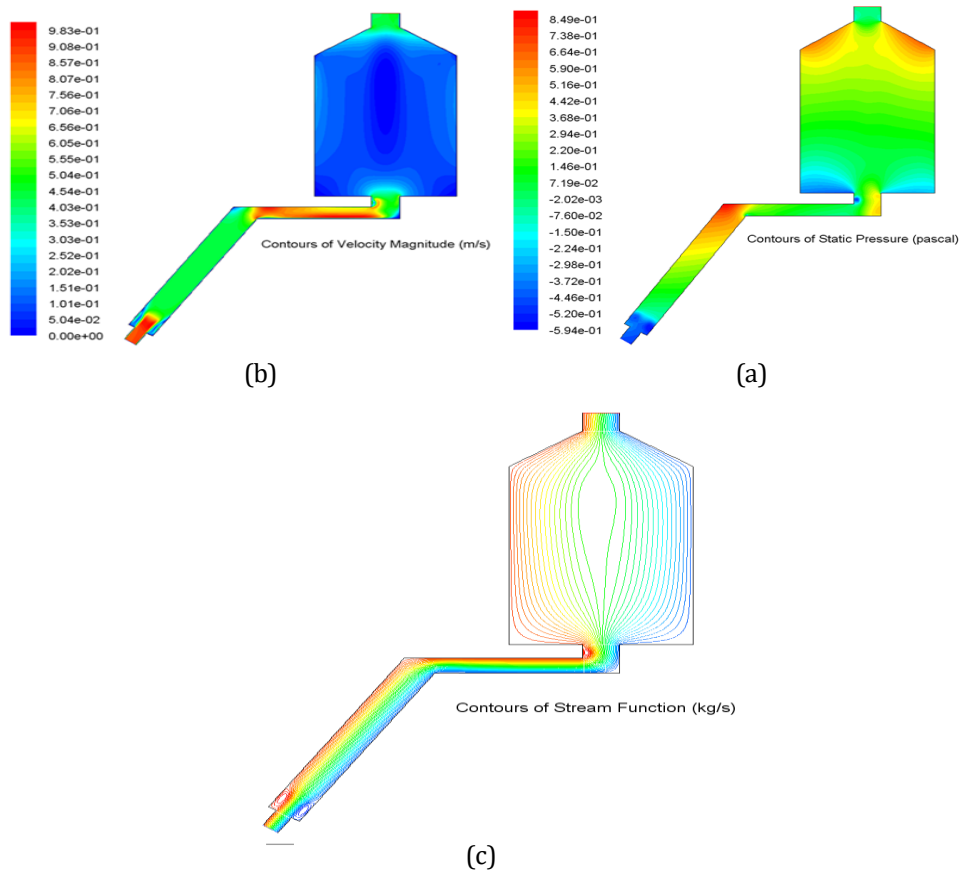 9.83e-01
9.08e-01
8.57e-01
8.07e-01
7.56e-01
7.06e-01
6.56e-01
6.05e-01
5.55e-01
5.04e-01
4.54e-01
4.03e-01
3.53e-01
3.03e-01
2.52e-01
2.02e-01
1.51e-01
1.01e-01
5.04e-02
0.00e+00
Contours of Velocity Magnitude (m/s)
(b)
8.49e-01
7.38e-01
6.64e-01
5.90e-01
5.16e-01
4.42e-01
3.68e-01
2.94e-01
2.20e-01
1.46e-01
7.19e-02
-2.02e-03
-7.60e-02
-1.50e-01
-2.24e-01
-2.98e-01
-3.72e-01
-4.46e-01
-5.20e-01
-5.94e-01
Contours of Static Pressure (pascal)
(a)
Contours of Stream Function (kg/s)
(c)